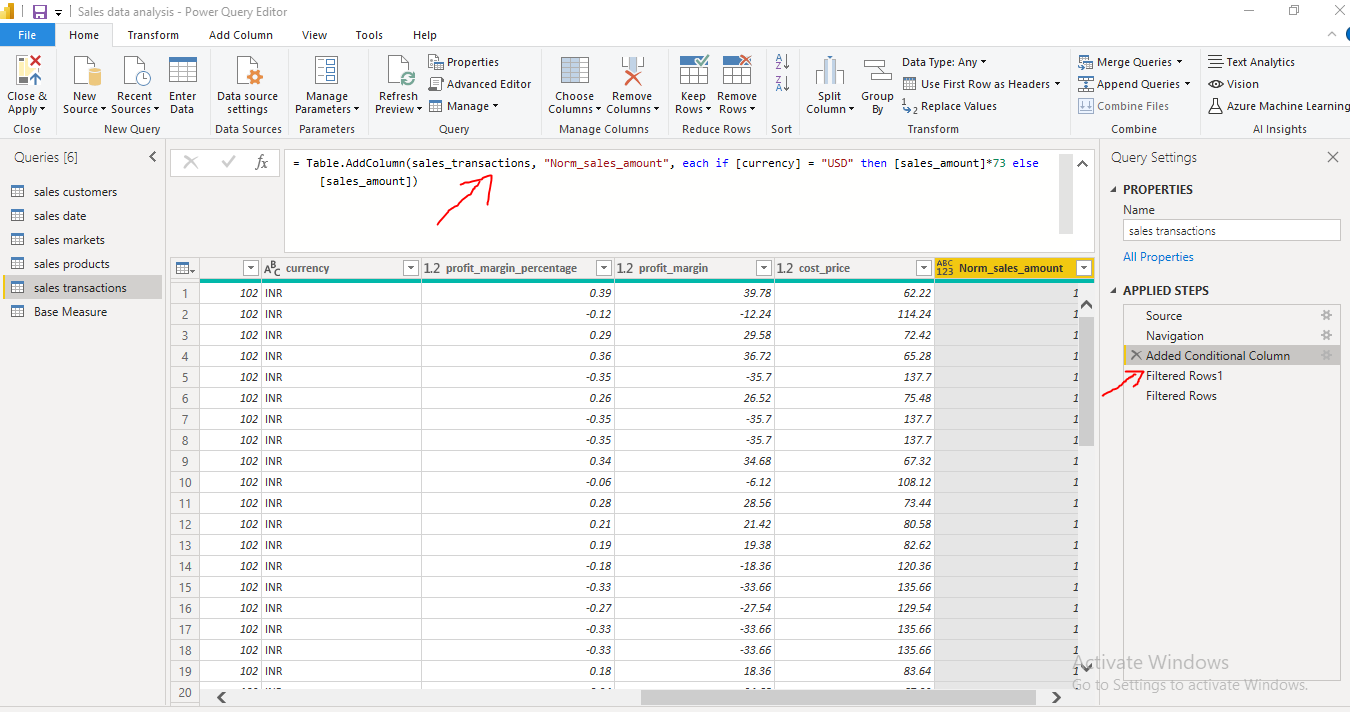 Sales data analysis - Power Query Editor
File Home Transform Add Column View Tools Help
Close & Apply
Close
New Source
Recent Sources
Enter Data
New Query
Data source settings
Data Sources
Manage Parameters
Parameters
Refresh Preview
Properties
Advanced Editor
Manage
Query
Choose Columns
Remove Columns
Manage Columns
Keep Rows
Remove Rows
Reduce Rows
Sort
Split Column
Group By
Data Type: Any
Use First Row as Headers
Replace Values
Transform
Merge Queries
Append Queries
Combine Files
Combine
Text Analytics
Vision
Azure Machine Learning
AI Insights
Queries [6]
sales customers
sales date
sales markets
sales products
sales transactions
Base Measure
= Table.AddColumn(sales_transactions, "Norm_sales_amount", each if [currency] = "USD" then [sales_amount]*73 else
[sales_amount])
ABC currency 1.2 profit_margin_percentage 1.2 profit_margin 1.2 cost_price ABC 123 Norm_sales_amount
1 102 INR 0.39 39.78 62.22 1
2 102 INR -0.12 -12.24 114.24 1
3 102 INR 0.29 29.58 72.42 1
4 102 INR 0.36 36.72 65.28 1
5 102 INR -0.35 -35.7 137.7 1
6 102 INR 0.26 26.52 75.48 1
7 102 INR -0.35 -35.7 137.7 1
8 102 INR -0.35 -35.7 137.7 1
9 102 INR 0.34 34.68 67.32 1
10 102 INR -0.06 -6.12 108.12 1
11 102 INR 0.28 28.56 73.44 1
12 102 INR 0.21 21.42 80.58 1
13 102 INR 0.19 19.38 82.62 1
14 102 INR -0.18 -18.36 120.36 1
15 102 INR -0.33 -33.66 135.66 1
16 102 INR -0.27 -27.54 129.54 1
17 102 INR -0.33 -33.66 135.66 1
18 102 INR -0.33 -33.66 135.66 1
19 102 INR 0.18 18.36 83.64 1
20
Query Settings
PROPERTIES
Name
sales transactions
All Properties
APPLIED STEPS
Source
Navigation
Added Conditional Column
Filtered Rows1
Filtered Rows
Activate Windows
Go to Settings to activate Windows.